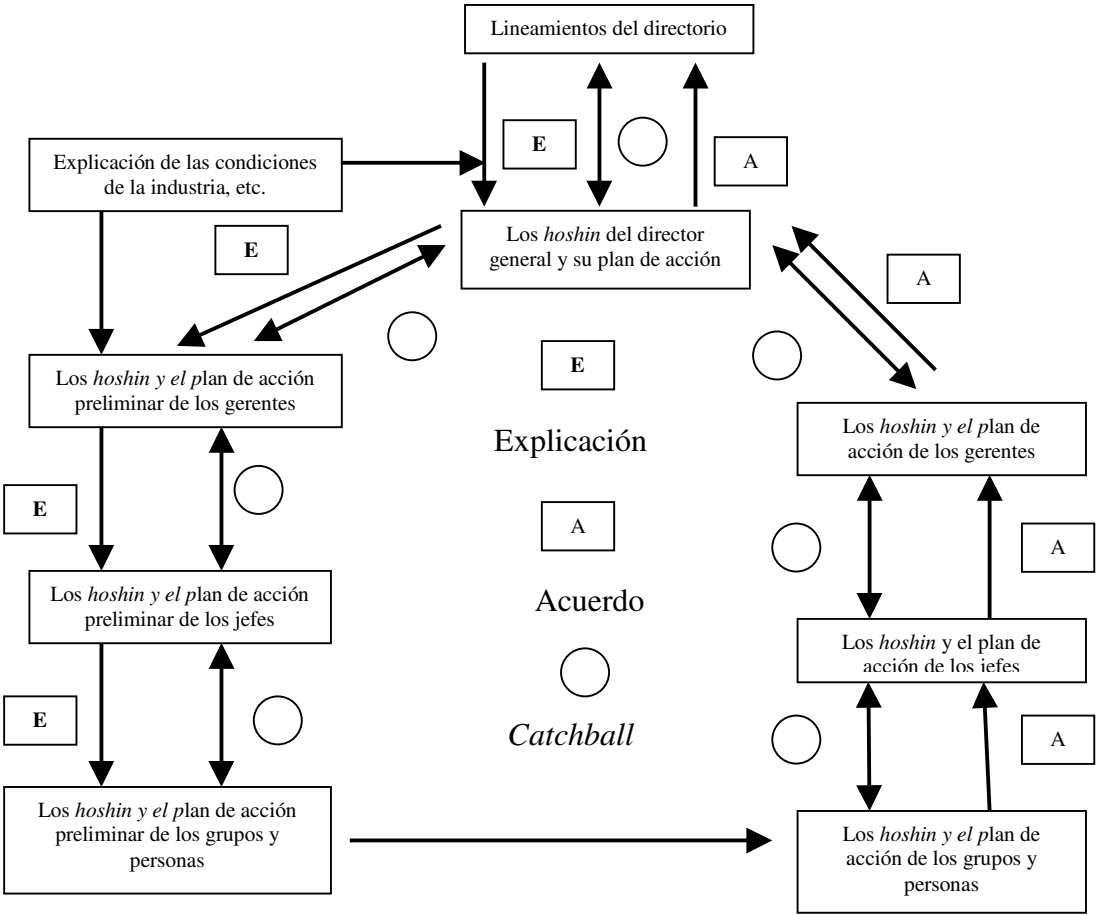 Lineamientos del directorio
E
A
Explicación de las condiciones
de la industria, etc.
Los hoshin del director
general y su plan de acción
E
A
Los hoshin y el plan de acción
preliminar de los gerentes
E
Explicación
A
Acuerdo
Catchball
E
Los hoshin y el plan de acción
preliminar de los jefes
E
Los hoshin y el plan de acción
preliminar de los grupos y
personas
Los hoshin y el plan de
acción de los gerentes
A
Los hoshin y el plan de
acción de los jefes
A
Los hoshin y el plan de
acción de los grupos y
personas